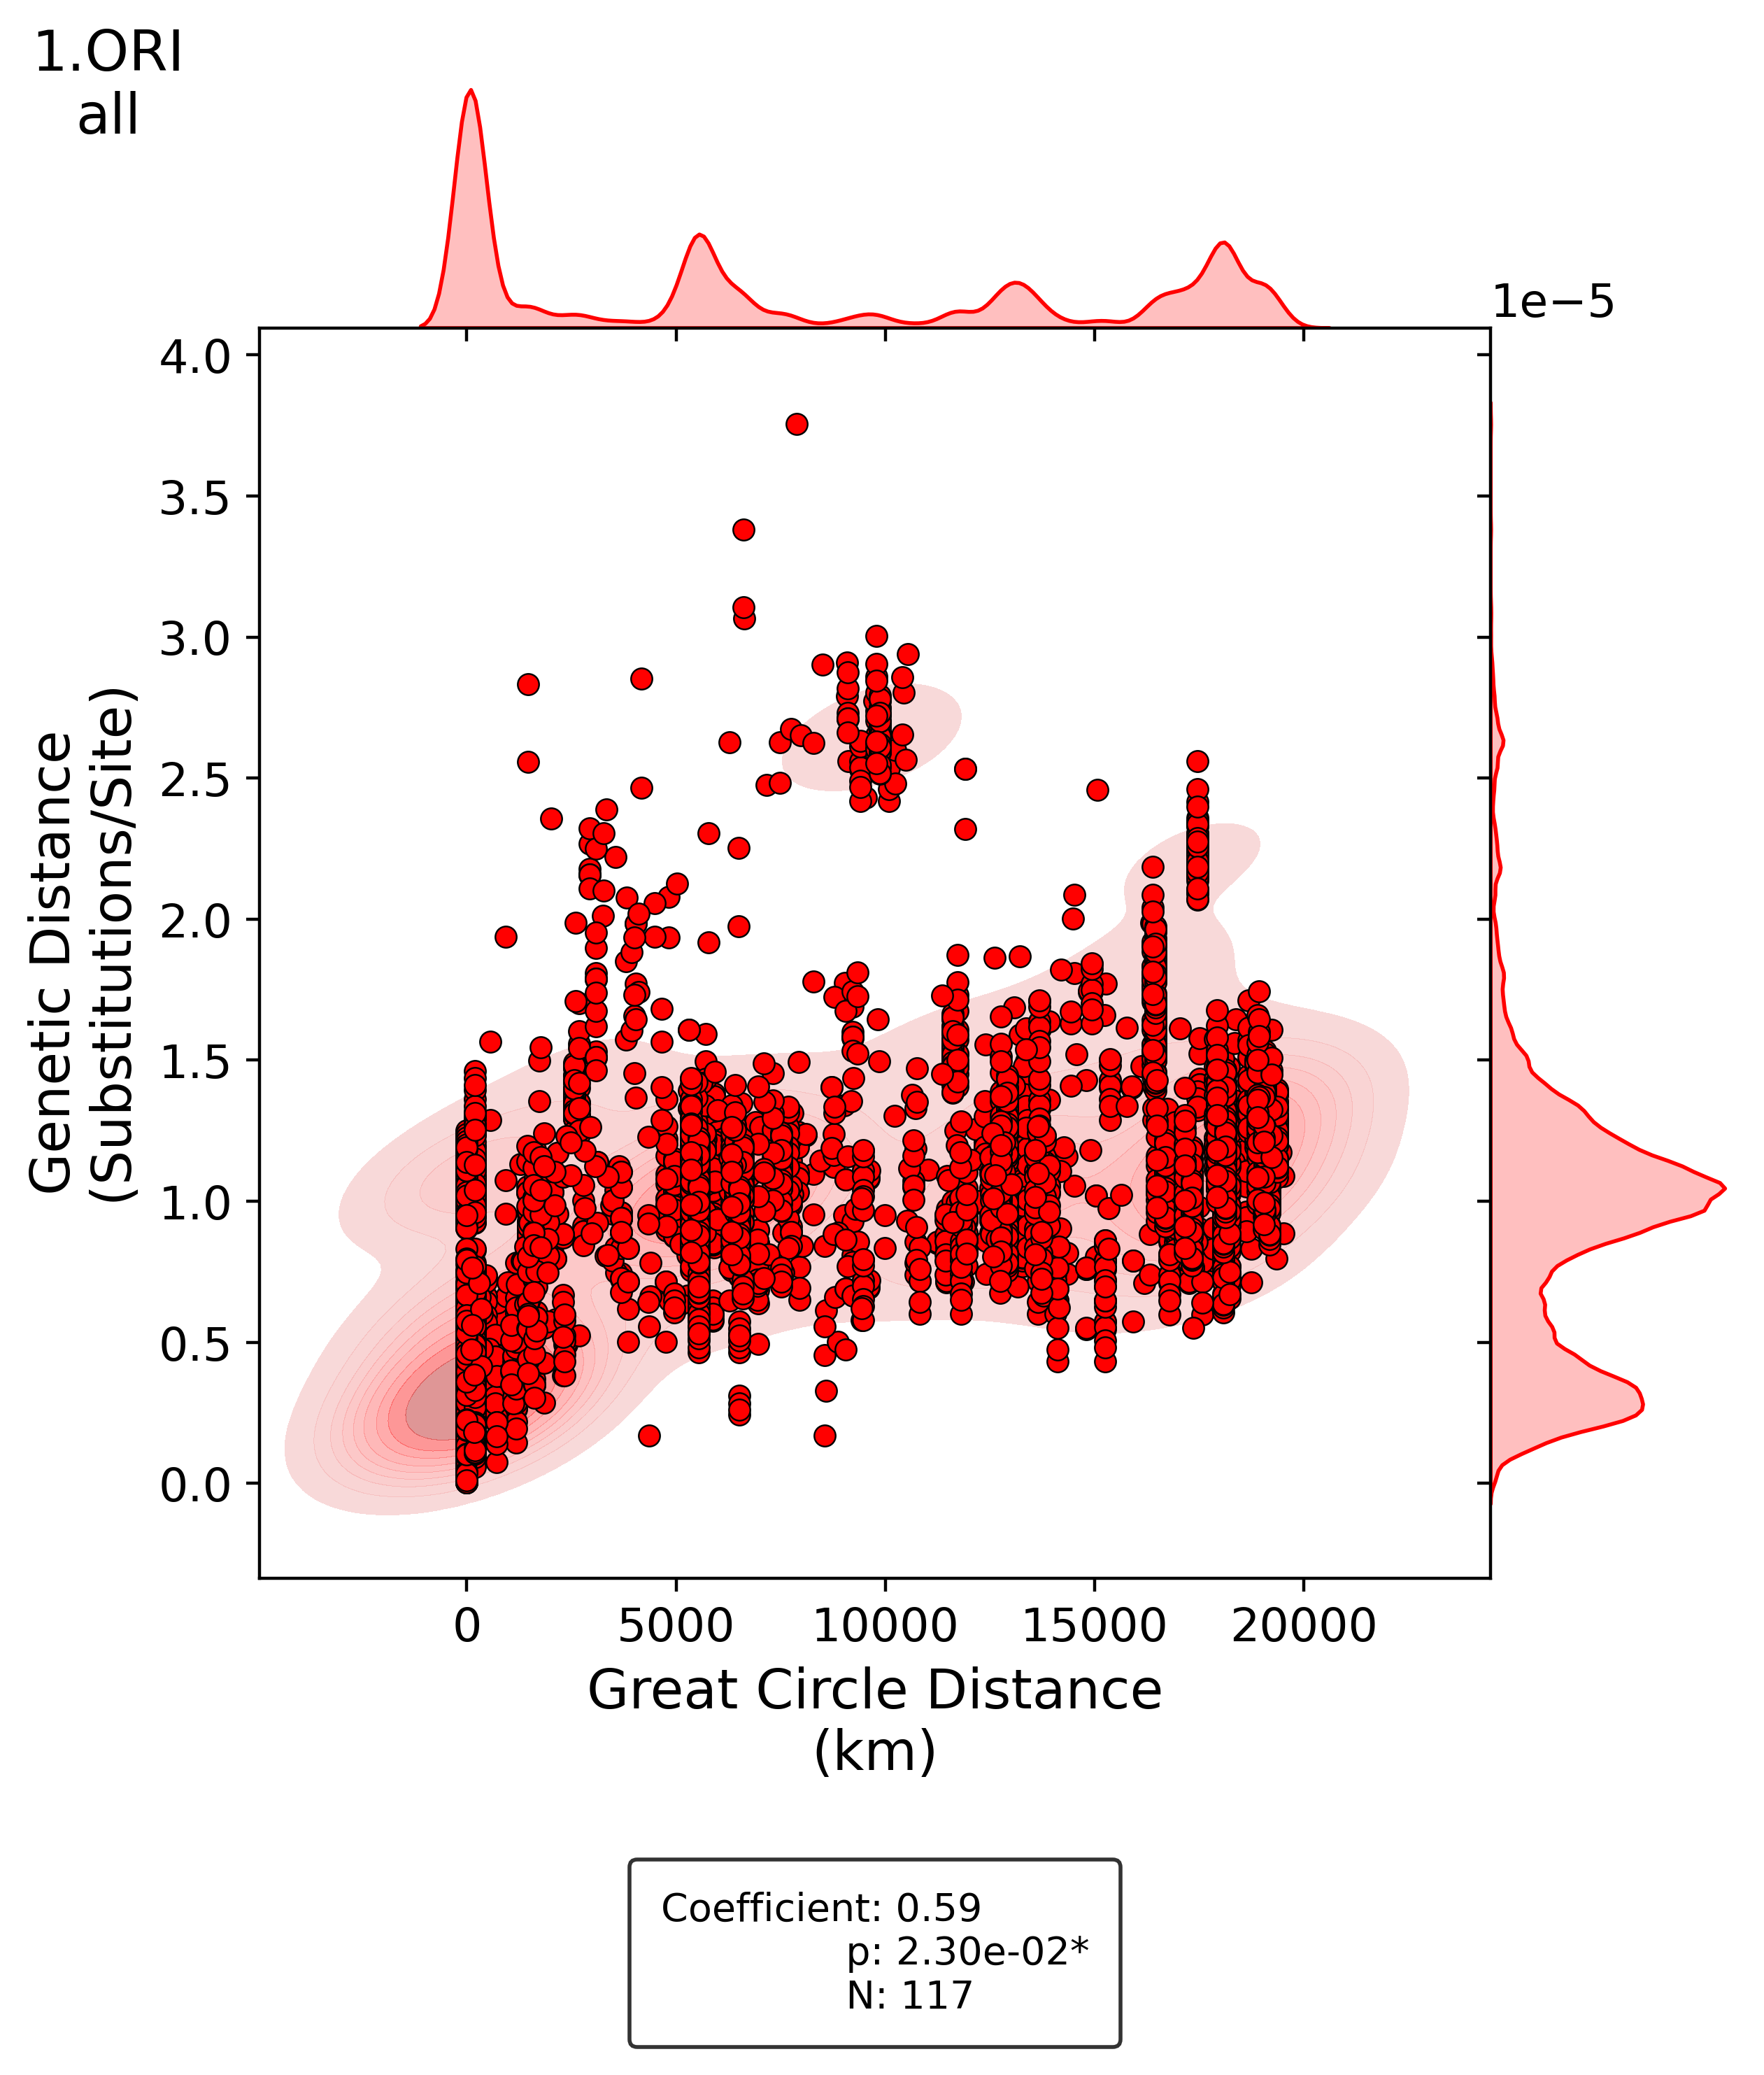 1.ORI
all
1e−5
4.0
3.5
3.0
2.5
2.0
1.5
1.0
0.5
0.0
Genetic Distance
(Substitutions/Site)
0 5000 10000 15000 20000
Great Circle Distance
(km)
Coefficient: 0.59
p: 2.30e-02*
N: 117